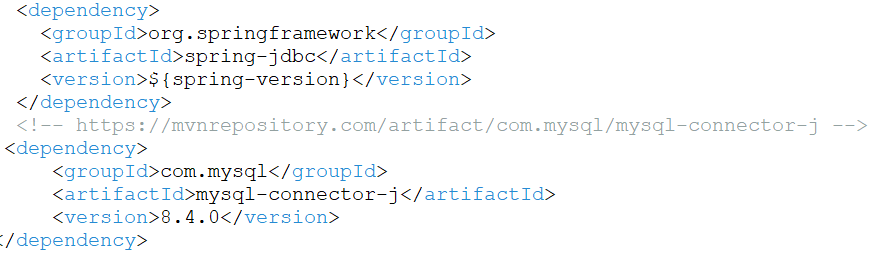 <dependency>
<groupId>org.springframework</groupId>
<artifactId>spring-jdbc</artifactId>
<version>${spring-version}</version>
</dependency>
<!-- https://mvnrepository.com/artifact/com.mysql/mysql-connector-j -->
<dependency>
<groupId>com.mysql</groupId>
<artifactId>mysql-connector-j</artifactId>
<version>8.4.0</version>
</dependency>